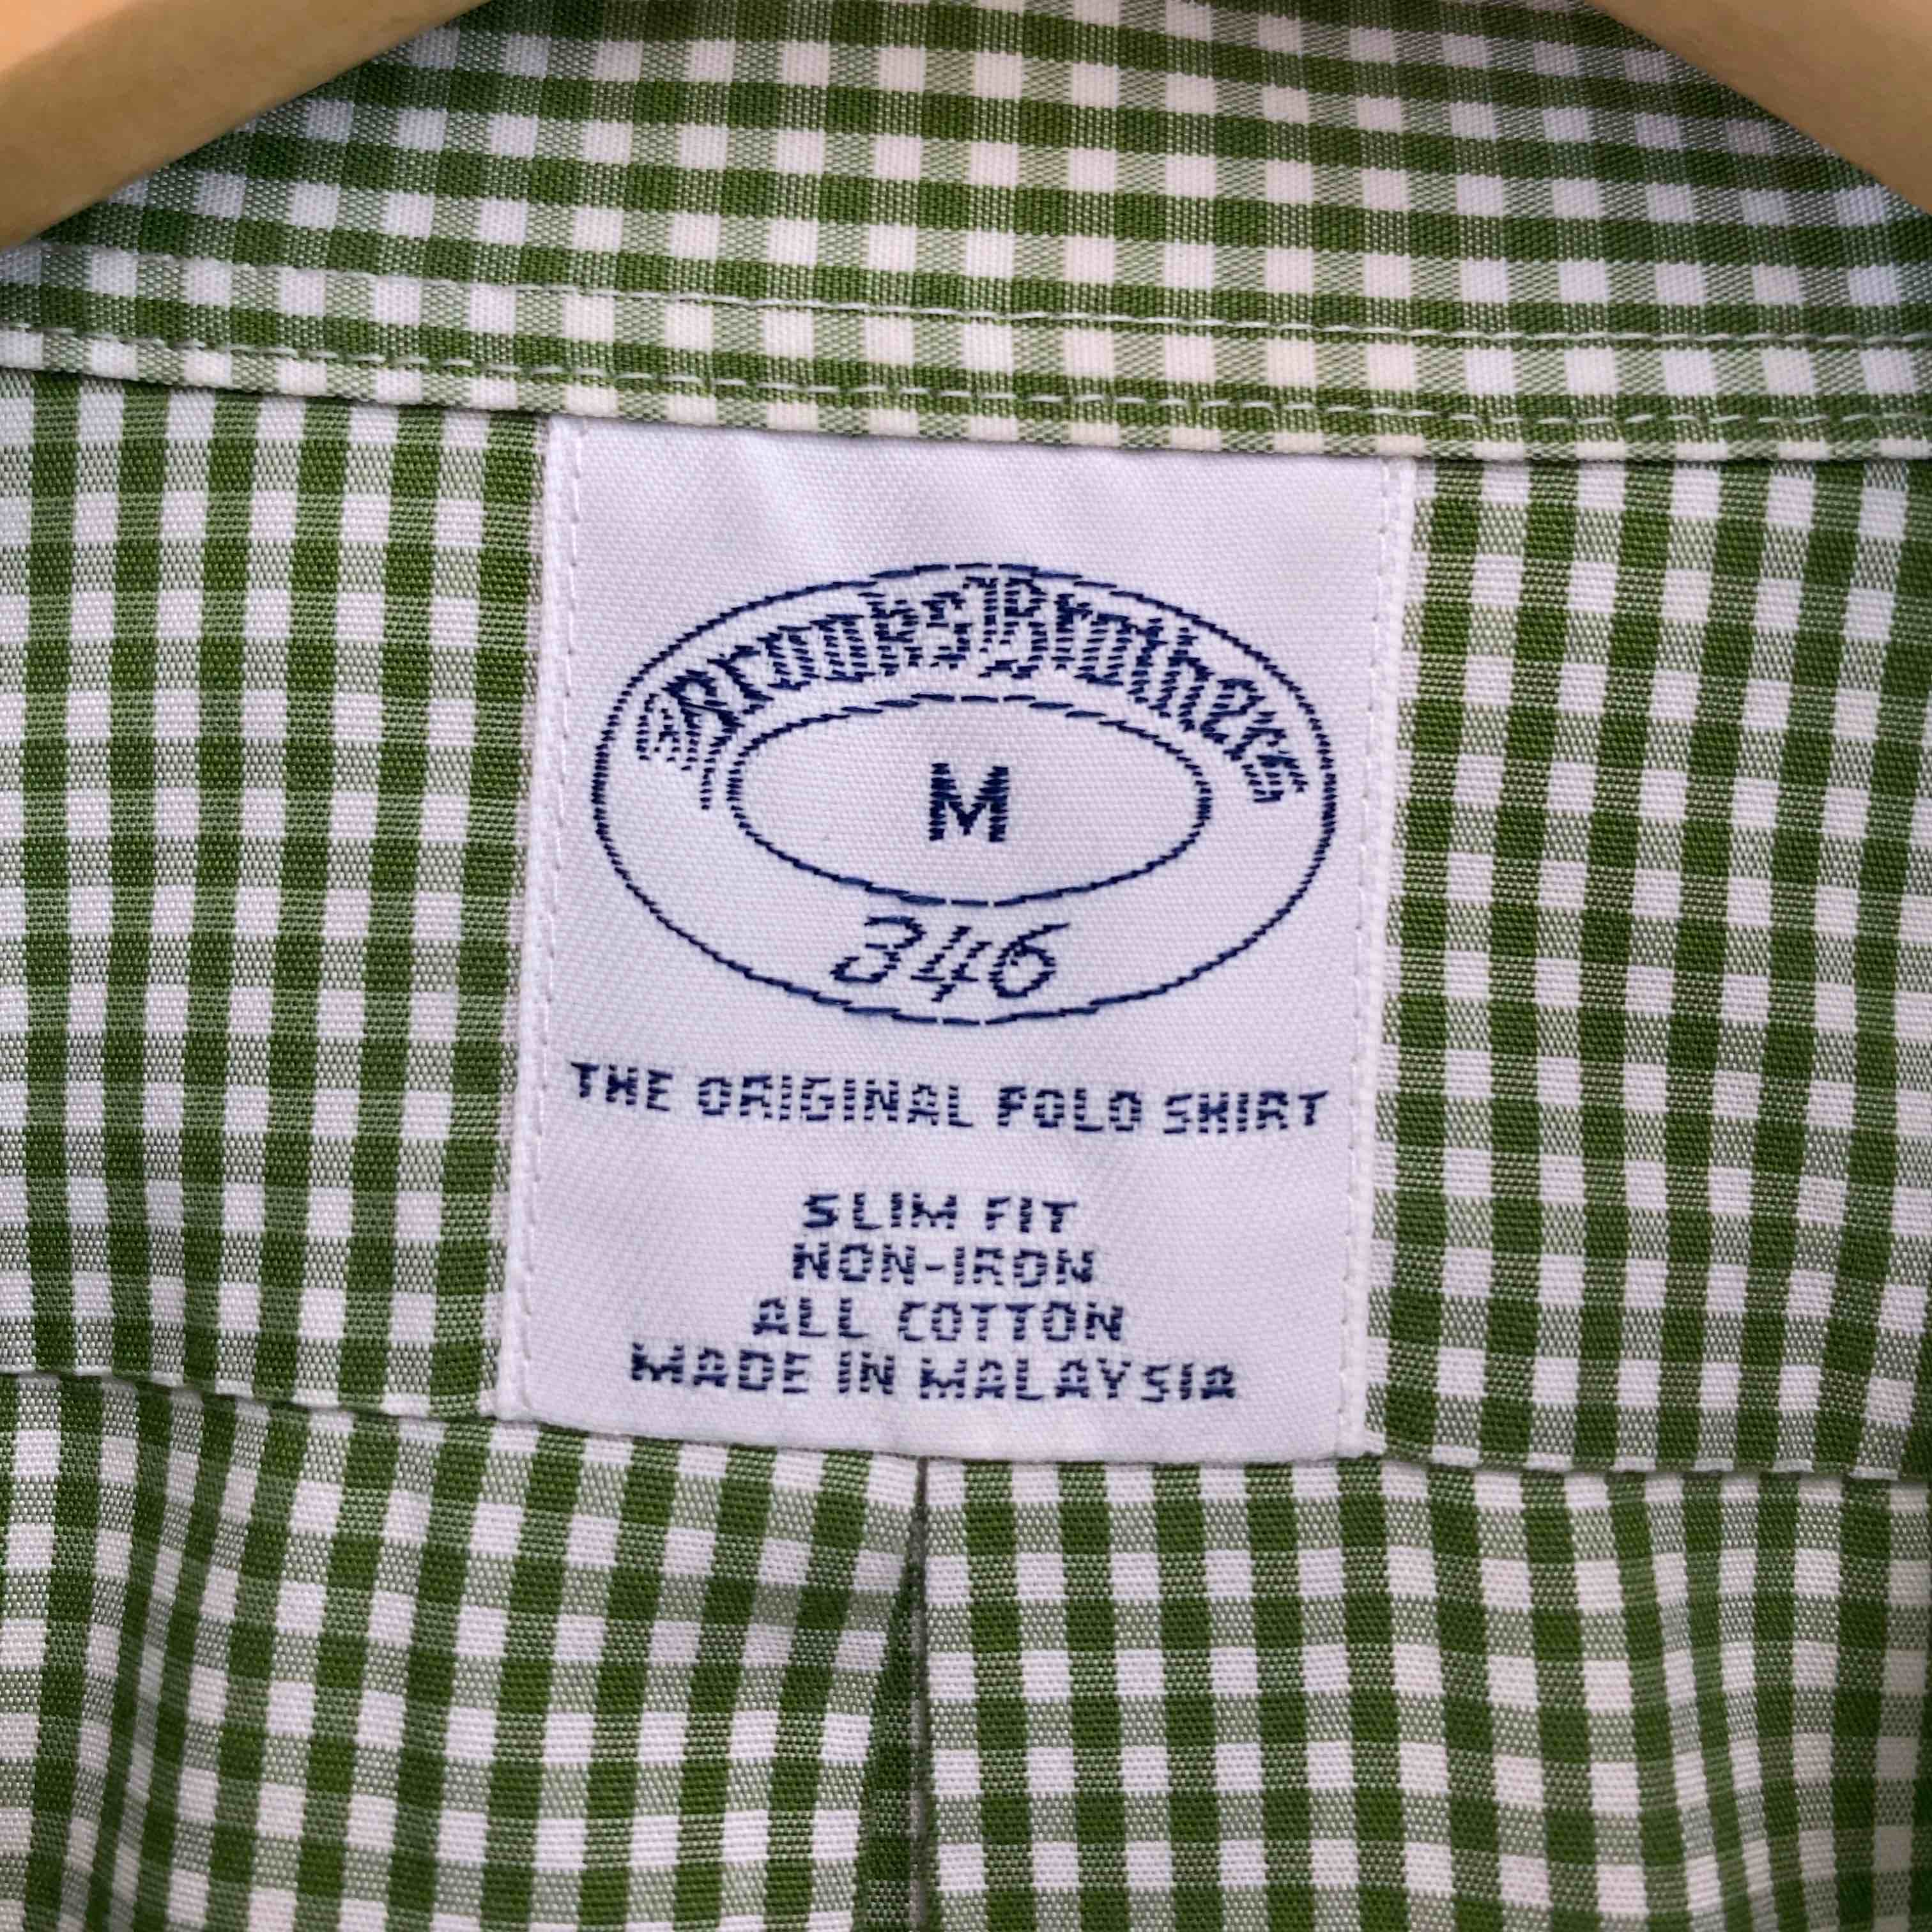 ®Brooks Brothers
M
346
THE ORIGINAL POLO SHIRT
SLIM FIT
NON-IRON
ALL COTTON
MADE IN MALAYSIA